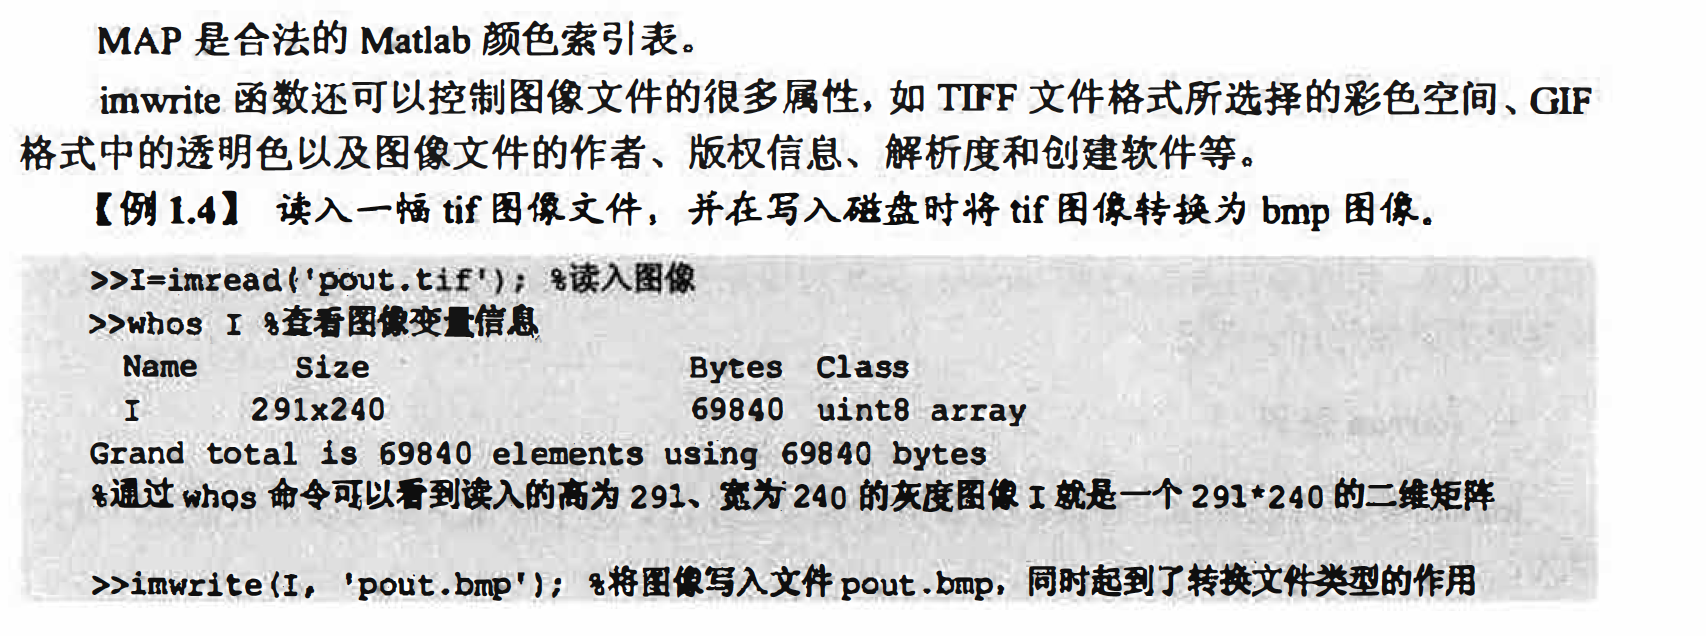 MAP 是合法的 Matlab 颜色索引表。
imwrite 函数还可以控制图像文件的很多属性，如 TIFF 文件格式所选择的彩色空间、GIF
格式中的透明色以及图像文件的作者、版权信息、解析度和创建软件等。
【例 1.4】 读入一幅 tif 图像文件，并在写入磁盘时将 tif 图像转换为 bmp 图像。
>>I=imread('pout.tif'); %读入图像
>>whos I %查看图像变量信息
Name Size Bytes Class
I 291x240 69840 uint8 array
Grand total is 69840 elements using 69840 bytes
%通过 whos 命令可以看到读入的高为 291、宽为 240 的灰度图像 I 就是一个 291*240 的二维矩阵
>>imwrite(I, 'pout.bmp'); %将图像写入文件 pout.bmp，同时起到了转换文件类型的作用